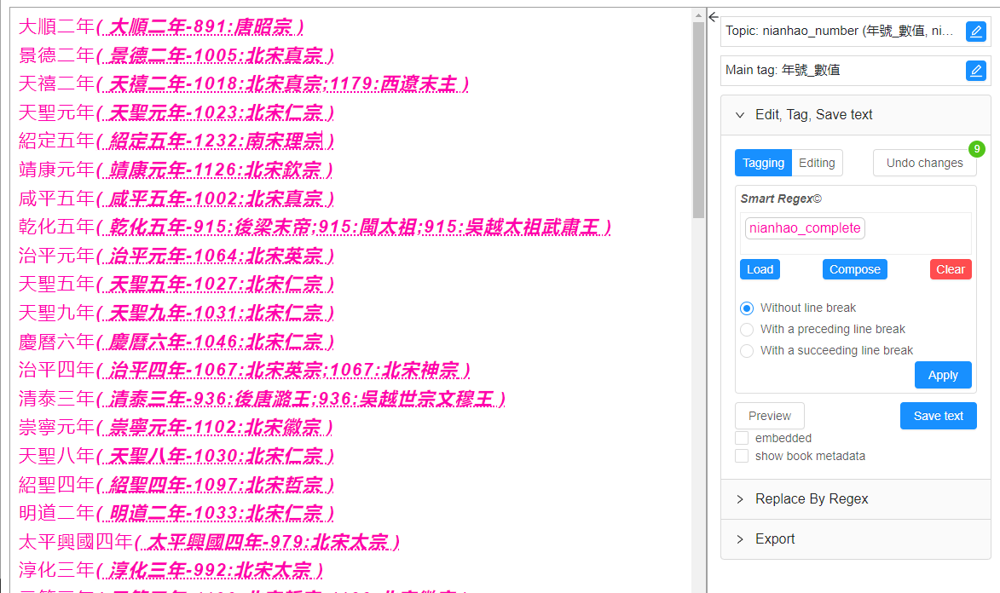 大順二年( 大順二年-891:唐昭宗 )
景德二年( 景德二年-1005:北宋真宗 )
天禧二年( 天禧二年-1018:北宋真宗;1179:西遼末主 )
天聖元年( 天聖元年-1023:北宋仁宗 )
紹定五年( 紹定五年-1232:南宋理宗 )
靖康元年( 靖康元年-1126:北宋欽宗 )
咸平五年( 咸平五年-1002:北宋真宗 )
乾化五年( 乾化五年-915:後梁末帝;915:閩太祖;915:吳越太祖武肅王 )
治平元年( 治平元年-1064:北宋英宗 )
天聖五年( 天聖五年-1027:北宋仁宗 )
天聖九年( 天聖九年-1031:北宋仁宗 )
慶曆六年( 慶曆六年-1046:北宋仁宗 )
治平四年( 治平四年-1067:北宋英宗;1067:北宋神宗 )
清泰三年( 清泰三年-936:後唐潞王;936:吳越世宗文穆王 )
崇寧元年( 崇寧元年-1102:北宋徽宗 )
天聖八年( 天聖八年-1030:北宋仁宗 )
紹聖四年( 紹聖四年-1097:北宋哲宗 )
明道二年( 明道二年-1033:北宋仁宗 )
太平興國四年( 太平興國四年-979:北宋太宗 )
淳化三年( 淳化三年-992:北宋太宗 )
Topic: nianhao_number (年號_數值, ni...
Main tag: 年號_數值
Edit, Tag, Save text
Tagging Editing Undo changes 9
Smart Regex©
nianhao_complete
Load Compose Clear
Without line break
With a preceding line break
With a succeeding line break
Apply
Preview Save text
embedded
show book metadata
Replace By Regex
Export